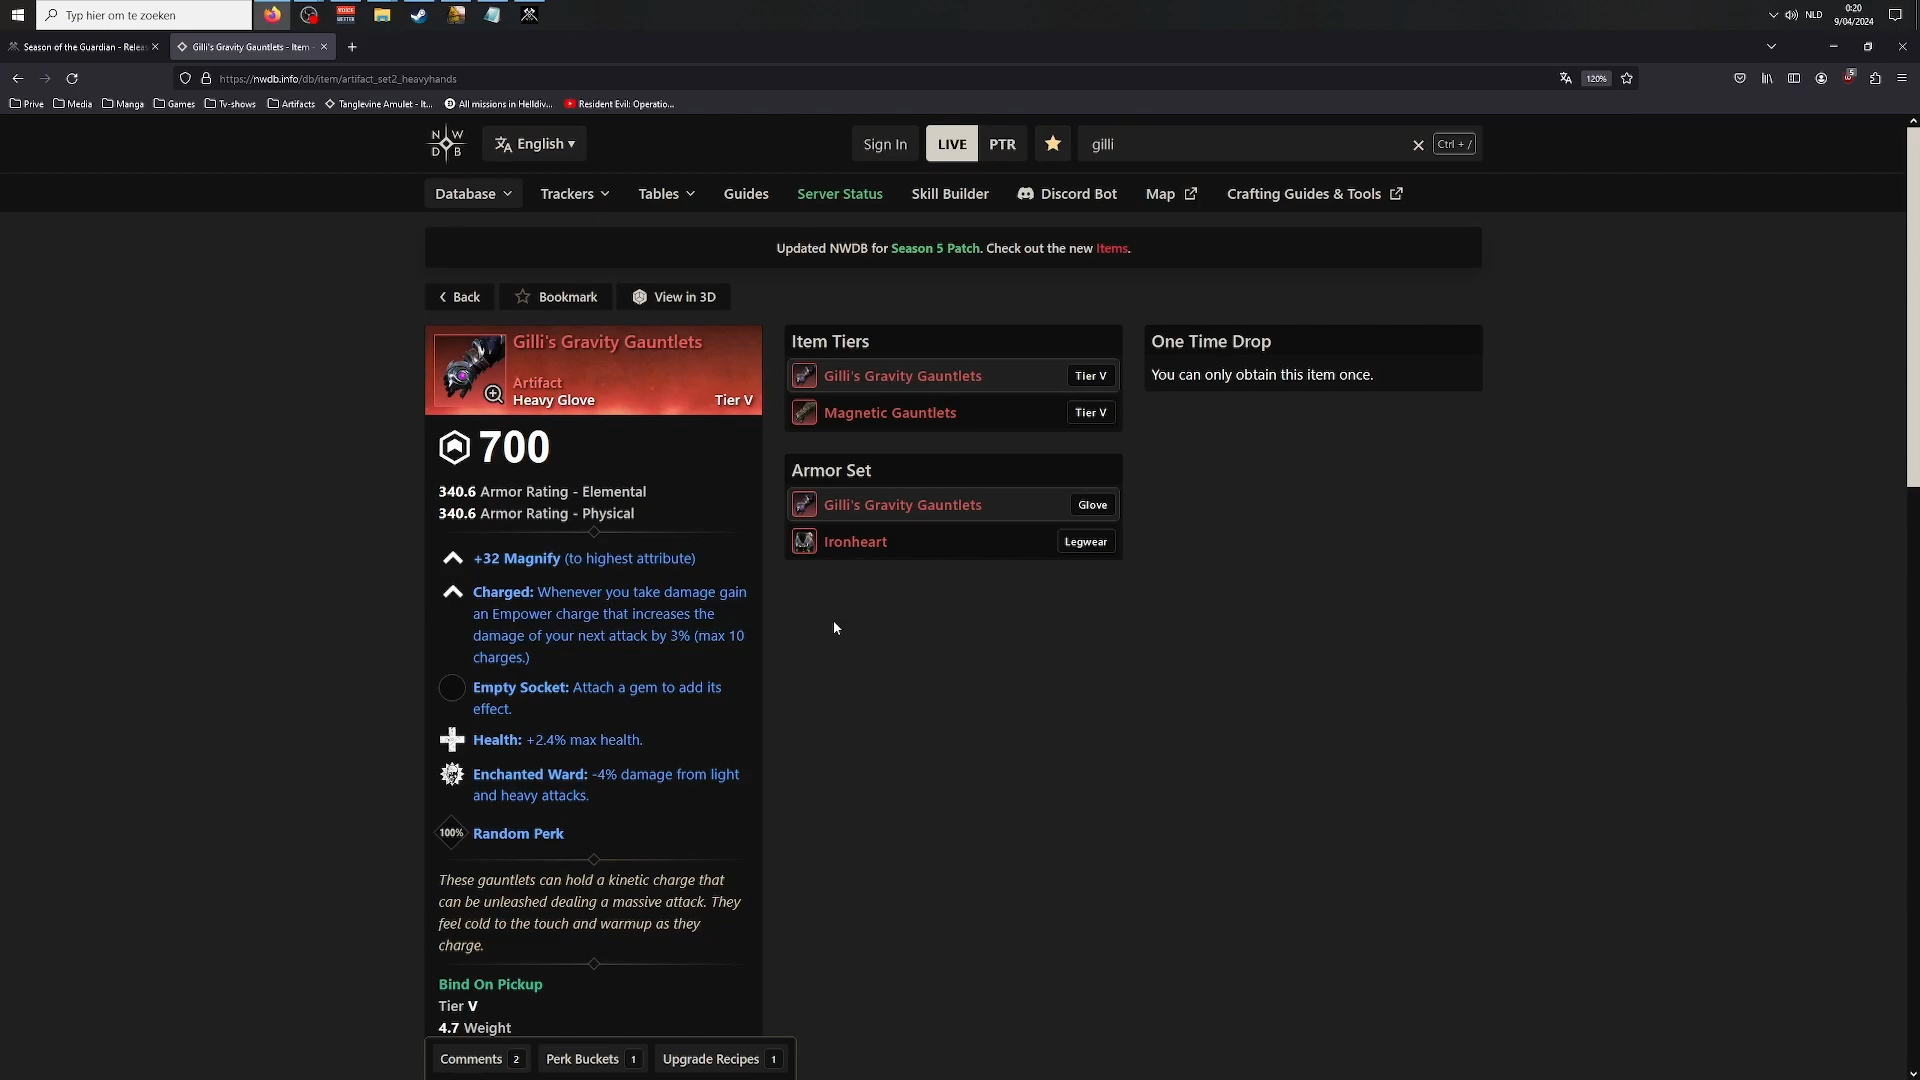 Typ hier om te zoeken
VOICE
MEETER
NLD
0:20
9/04/2024
Season of the Guardian - Relea
Gilli's Gravity Gauntlets - Item -
https://nwdb.info/db/item/artifact_set2_heavyhands
120%
5
Prive
Media
Manga
Games
Tv-shows
Artifacts
Tanglevine Amulet - It...
All missions in Helldiv...
Resident Evil: Operatio...
N W
D B
English
Sign In
LIVE
PTR
gilli
Ctrl + /
Database
Trackers
Tables
Guides
Server Status
Skill Builder
Discord Bot
Map
Crafting Guides & Tools
Updated NWDB for Season 5 Patch. Check out the new Items.
Back
Bookmark
View in 3D
Gilli's Gravity Gauntlets
Artifact
Heavy Glove
Tier V
700
340.6 Armor Rating - Elemental
340.6 Armor Rating - Physical
+32 Magnify (to highest attribute)
Charged: Whenever you take damage gain
an Empower charge that increases the
damage of your next attack by 3% (max 10
charges.)
Empty Socket: Attach a gem to add its
effect.
Health: +2.4% max health.
Enchanted Ward: -4% damage from light
and heavy attacks.
100%
Random Perk
These gauntlets can hold a kinetic charge that
can be unleashed dealing a massive attack. They
feel cold to the touch and warmup as they
charge.
Bind On Pickup
Tier V
4.7 Weight
Comments 2
Perk Buckets 1
Upgrade Recipes 1
Item Tiers
Gilli's Gravity Gauntlets
Tier V
Magnetic Gauntlets
Tier V
Armor Set
Gilli's Gravity Gauntlets
Glove
Ironheart
Legwear
One Time Drop
You can only obtain this item once.